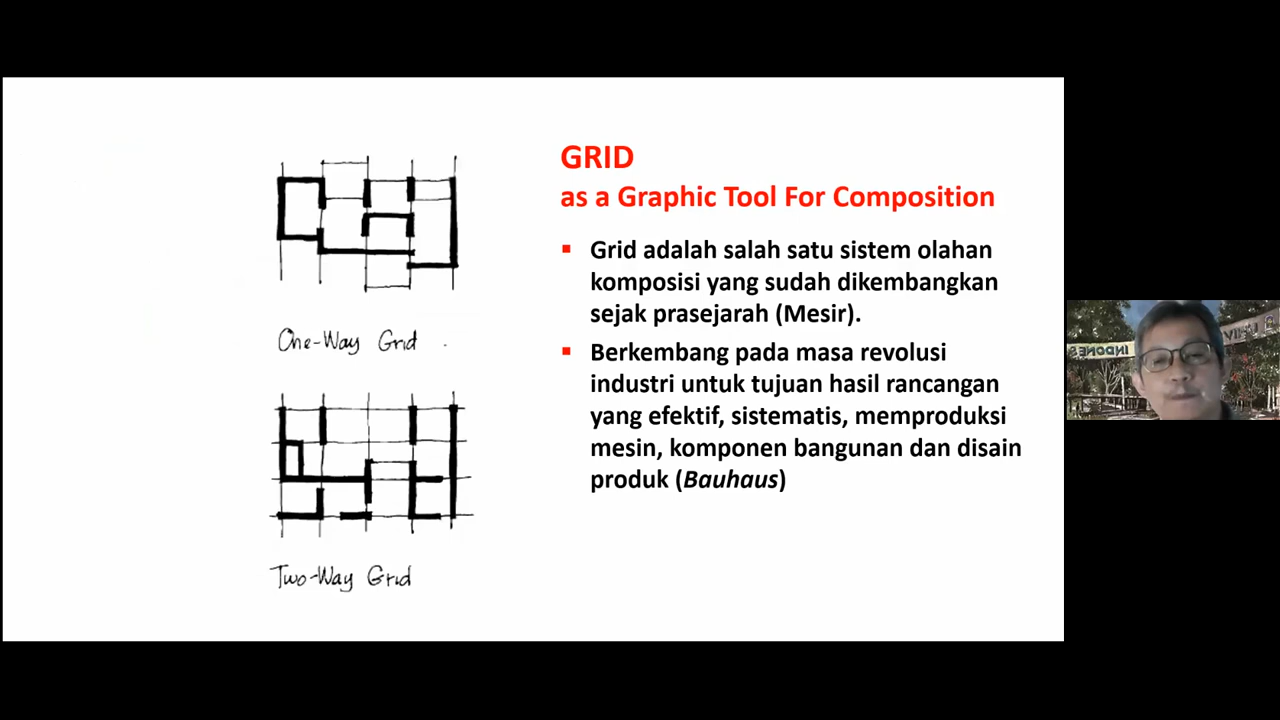 GRID
as a Graphic Tool For Composition
Grid adalah salah satu sistem olahan
komposisi yang sudah dikembangkan
sejak prasejarah (Mesir).
Berkembang pada masa revolusi
industri untuk tujuan hasil rancangan
yang efektif, sistematis, memproduksi
mesin, komponen bangunan dan disain
produk (Bauhaus)
One-Way Grid
Two-Way Grid